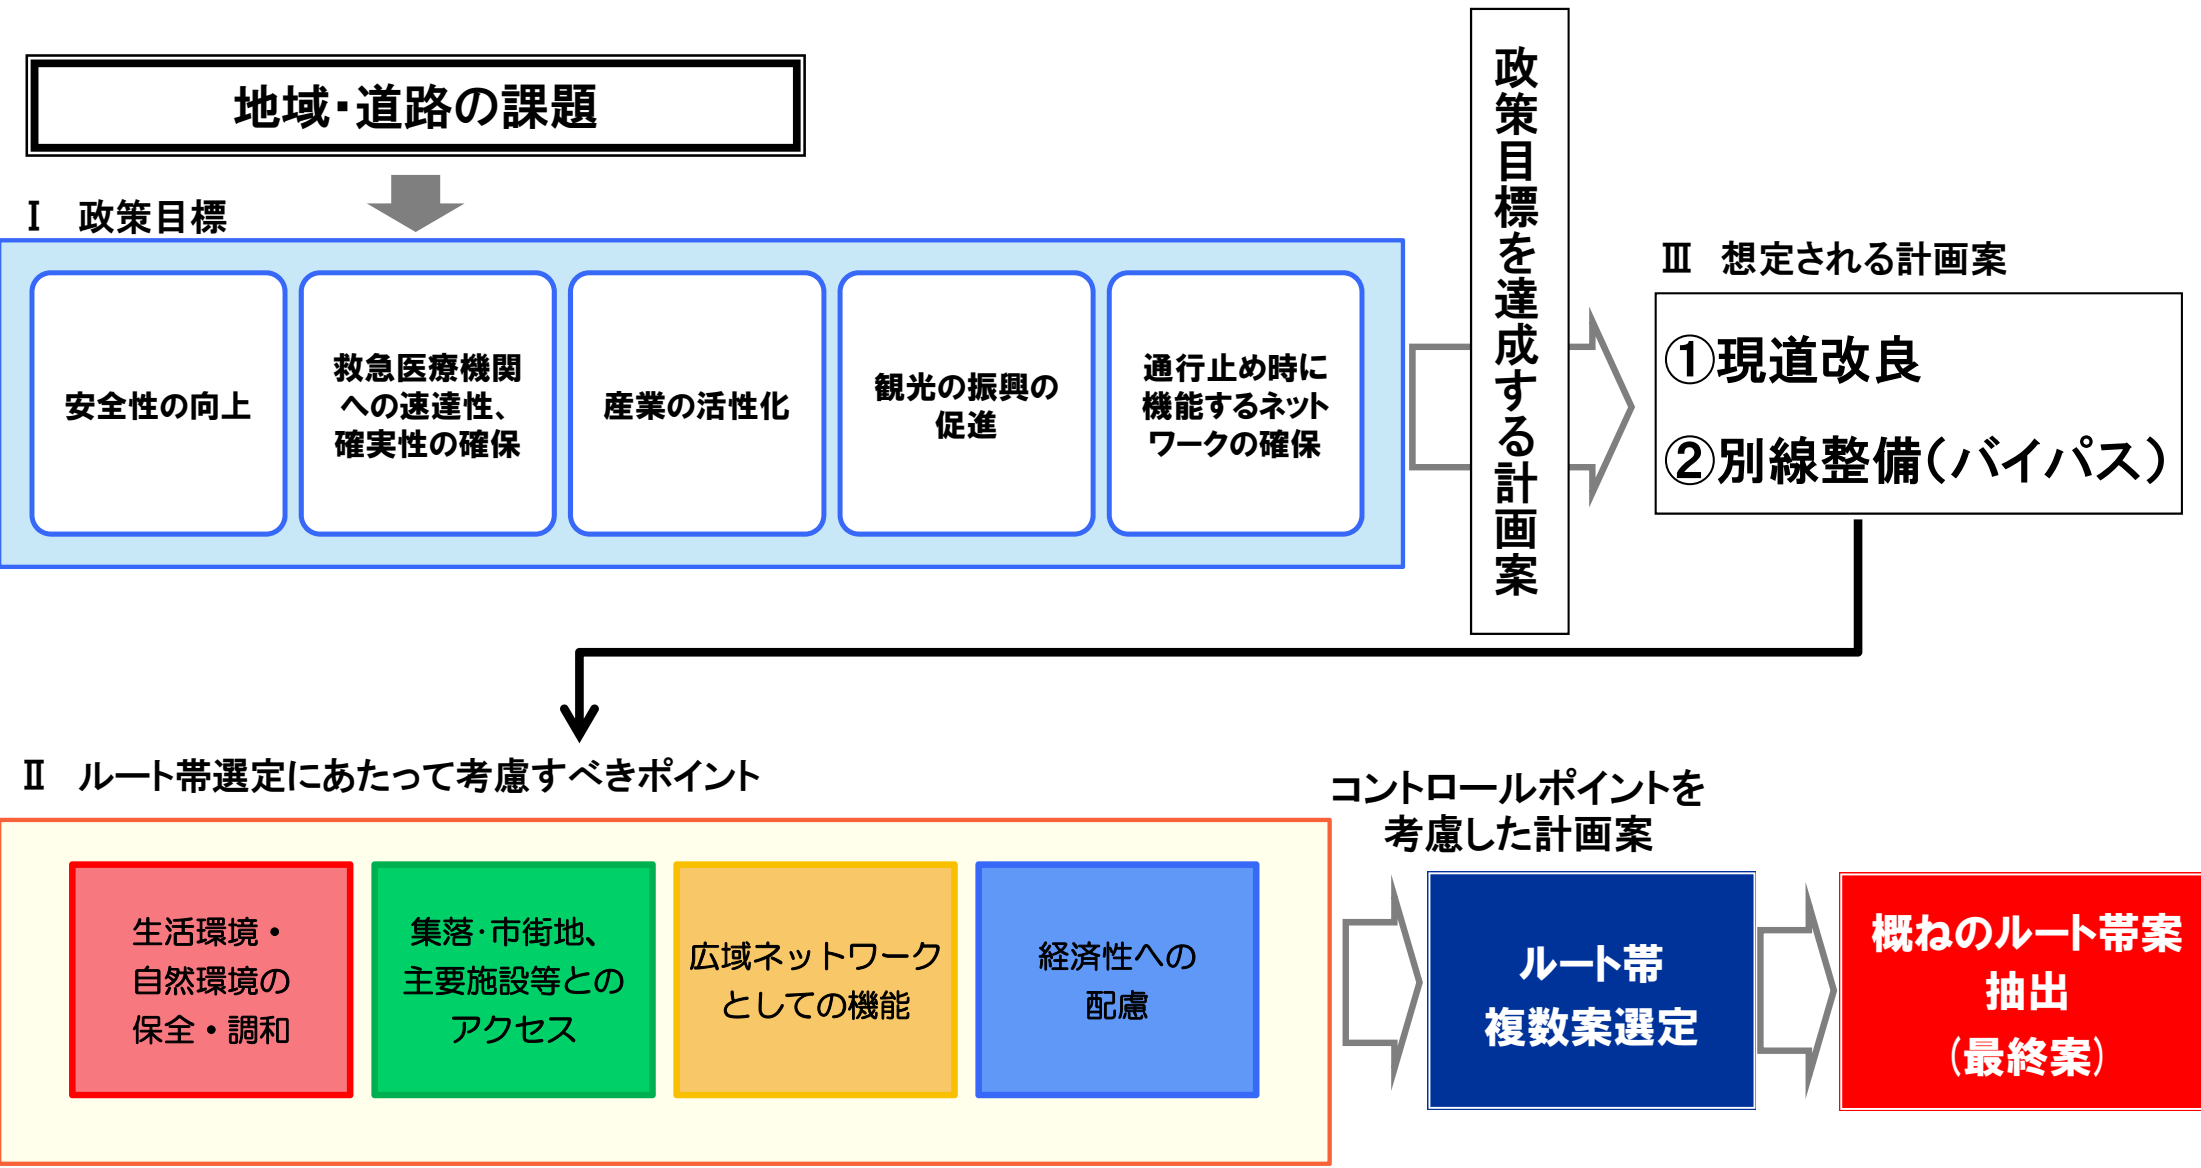 地域・道路の課題
Ⅰ 政策目標
安全性の向上
救急医療機関
への速達性、
確実性の確保
産業の活性化
観光の振興の
促進
通行止め時に
機能するネット
ワークの確保
政策目標を達成する計画案
Ⅲ 想定される計画案
①現道改良
②別線整備(バイパス)
Ⅱ ルート帯選定にあたって考慮すべきポイント
生活環境・
自然環境の
保全・調和
集落・市街地、
主要施設等との
アクセス
広域ネットワーク
としての機能
経済性への
配慮
コントロールポイントを
考慮した計画案
ルート帯
複数案選定
概ねのルート帯案
抽出
(最終案)